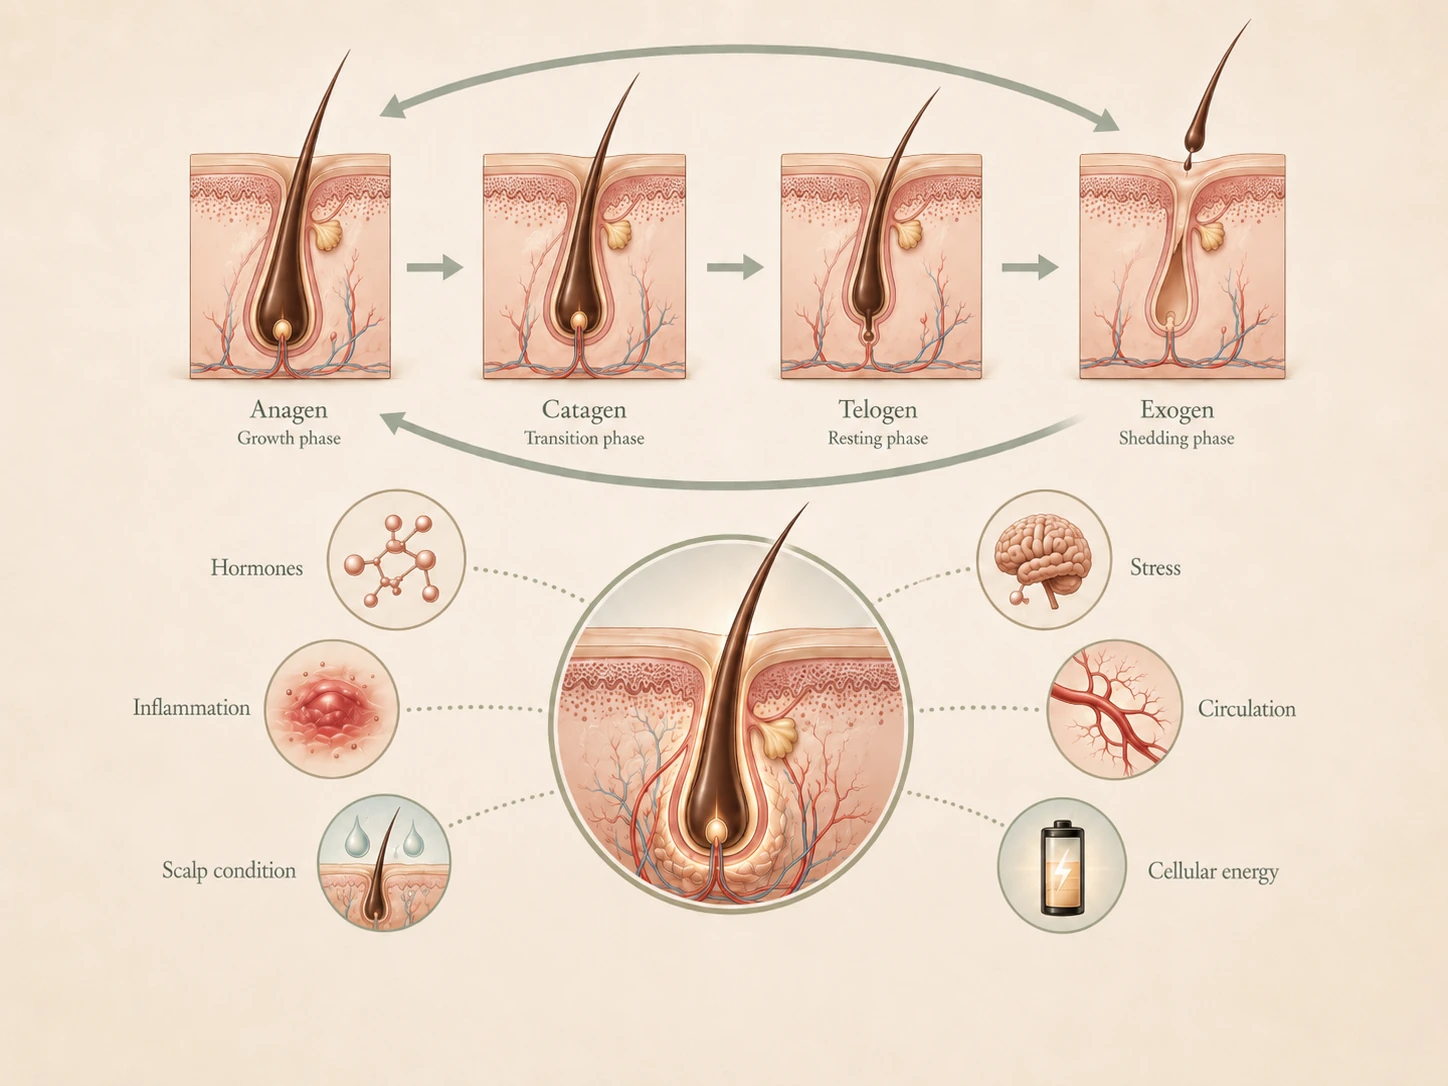 Anagen
Growth phase
Catagen
Transition phase
Telogen
Resting phase
Exogen
Shedding phase
Hormones
Stress
Inflammation
Circulation
Scalp condition
Cellular energy